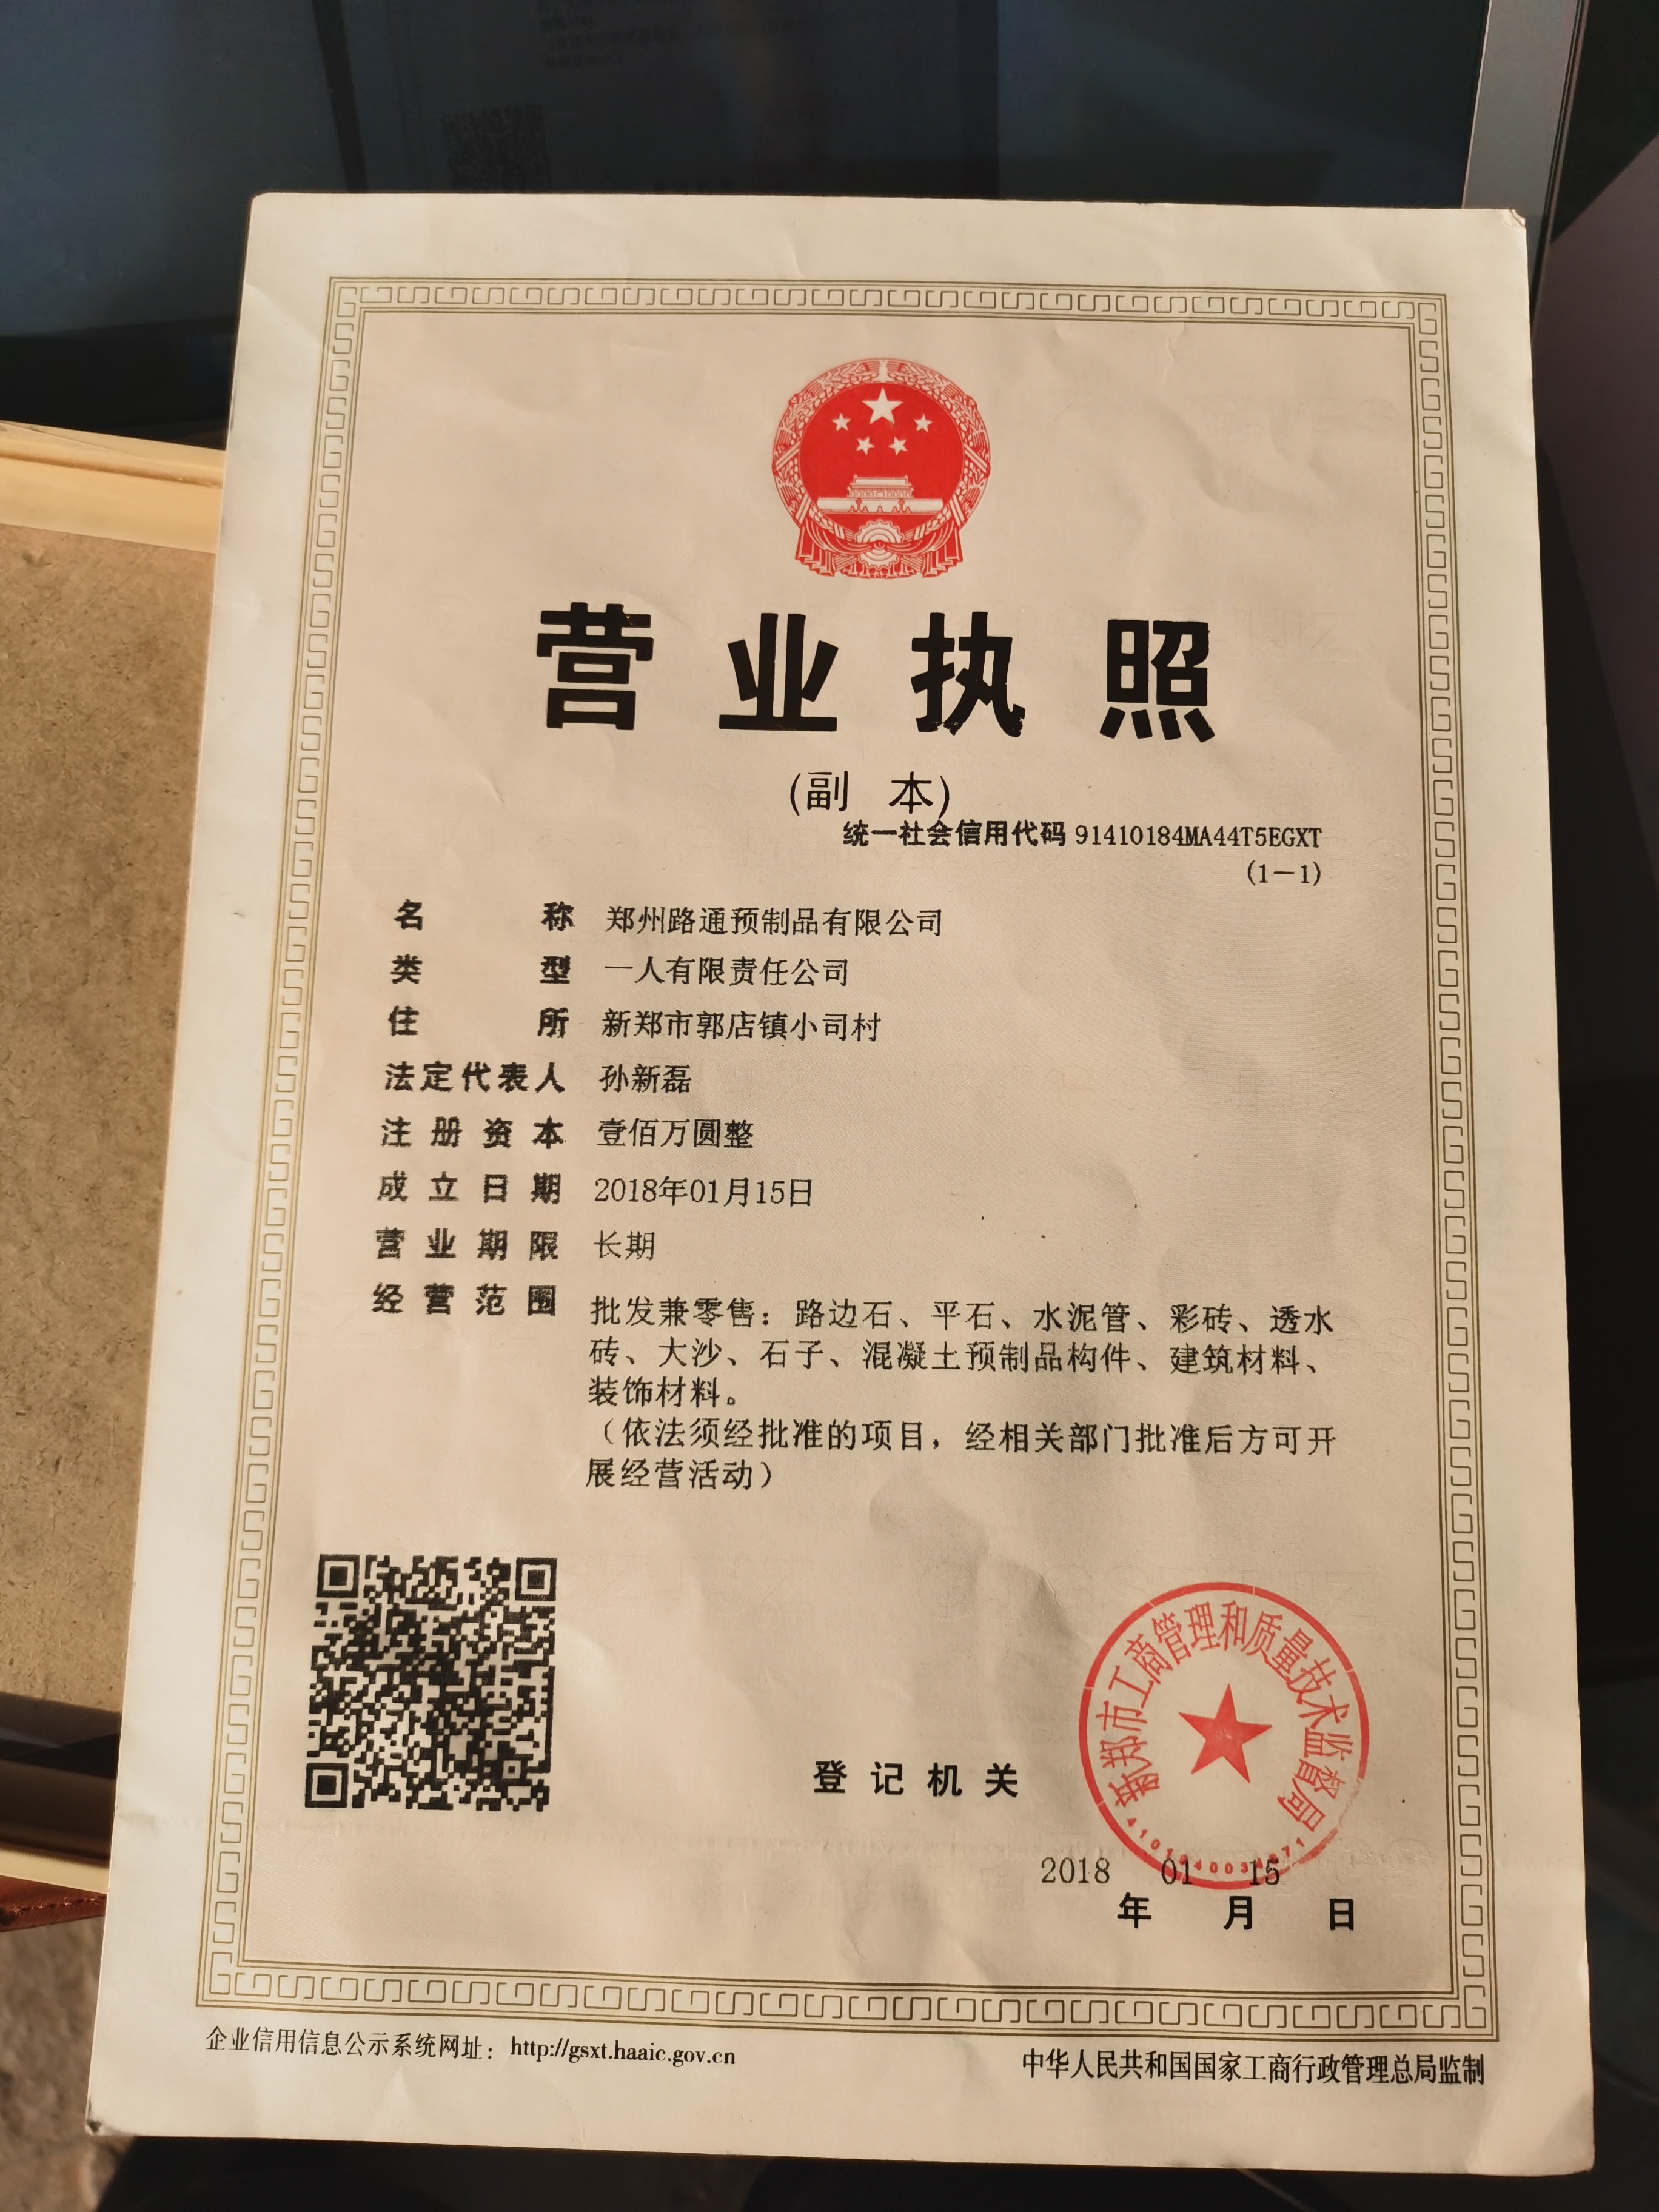 营业执照
(副 本)
统一社会信用代码 91410184MA44T5EGXT
(1-1)
名 称 郑州路通预制品有限公司
类 型 一人有限责任公司
住 所 新郑市郭店镇小司村
法定代表人 孙新磊
注册资本 壹佰万圆整
成立日期 2018年01月15日
营业期限 长期
经营范围 批发兼零售：路边石、平石、水泥管、彩砖、透水
砖、大沙、石子、混凝土预制品构件、建筑材料、
装饰材料。
（依法须经批准的项目，经相关部门批准后方可开
展经营活动）
新郑市工商管理和质量技术监督局
登记机关
2018 01 15
年 月 日
企业信用信息公示系统网址：http://gsxt.haaic.gov.cn
中华人民共和国国家工商行政管理总局监制